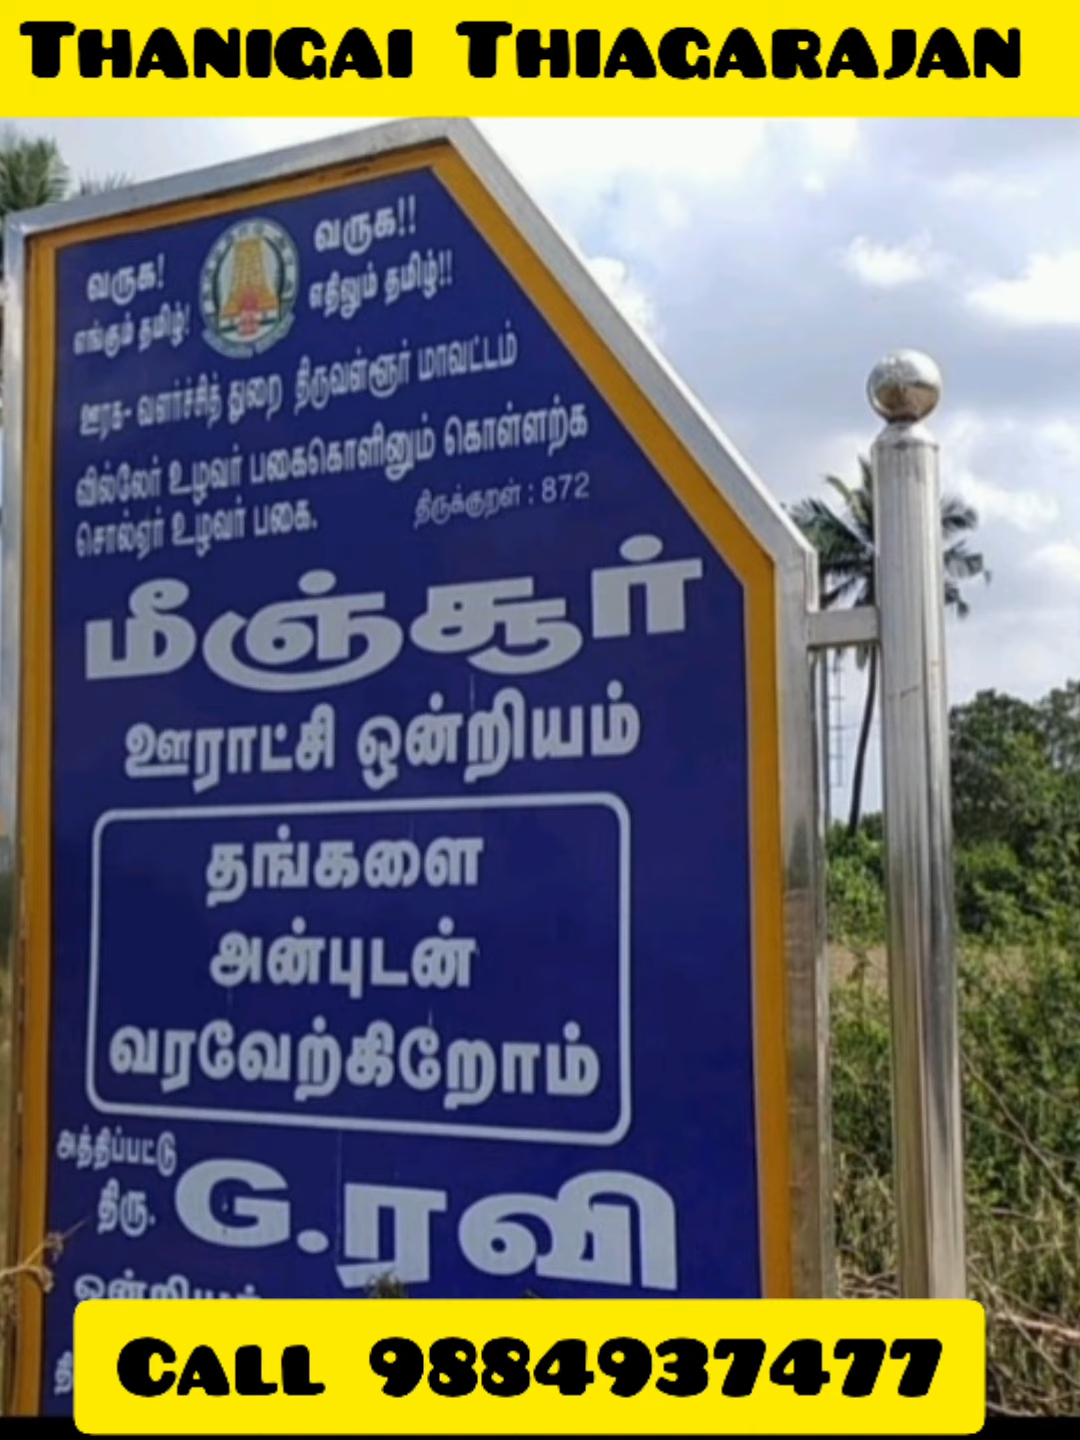 THANIGAI THIAGARAJAN
வருக! வருக!!
எங்கும் தமிழ்! எதிலும் தமிழ்!!
ஊரக- வளர்ச்சித் துறை திருவள்ளூர் மாவட்டம்
வில்லேர் உழவர் பகைகொளினும் கொள்ளற்க
சொல்ஏர் உழவர் பகை.
திருக்குறள் : 872
மீஞ்சூர்
ஊராட்சி ஒன்றியம்
தங்களை
அன்புடன்
வரவேற்கிறோம்
அத்திப்பட்டு
திரு. G.ரவி
CALL 9884937477